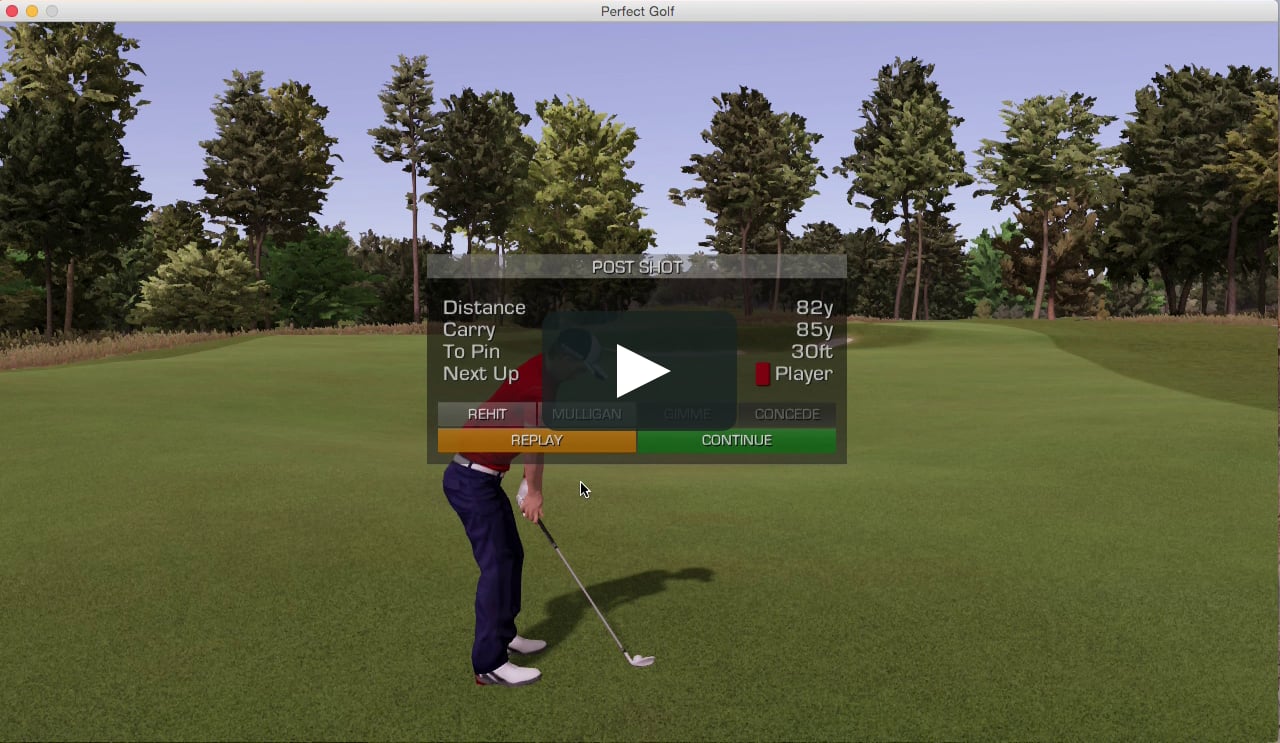 Perfect Golf
POST SHOT
Distance 82y
Carry 85y
To Pin 30ft
Next Up Player
REHIT MULLIGAN GIMME CONCEDE
REPLAY CONTINUE